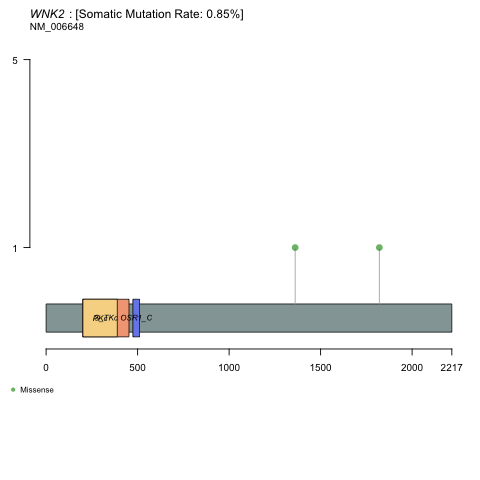 WNK2 : [Somatic Mutation Rate: 0.85%]
NM_006648
5
1
OSR1_C
0 500 1000 1500 2000 2217
Missense